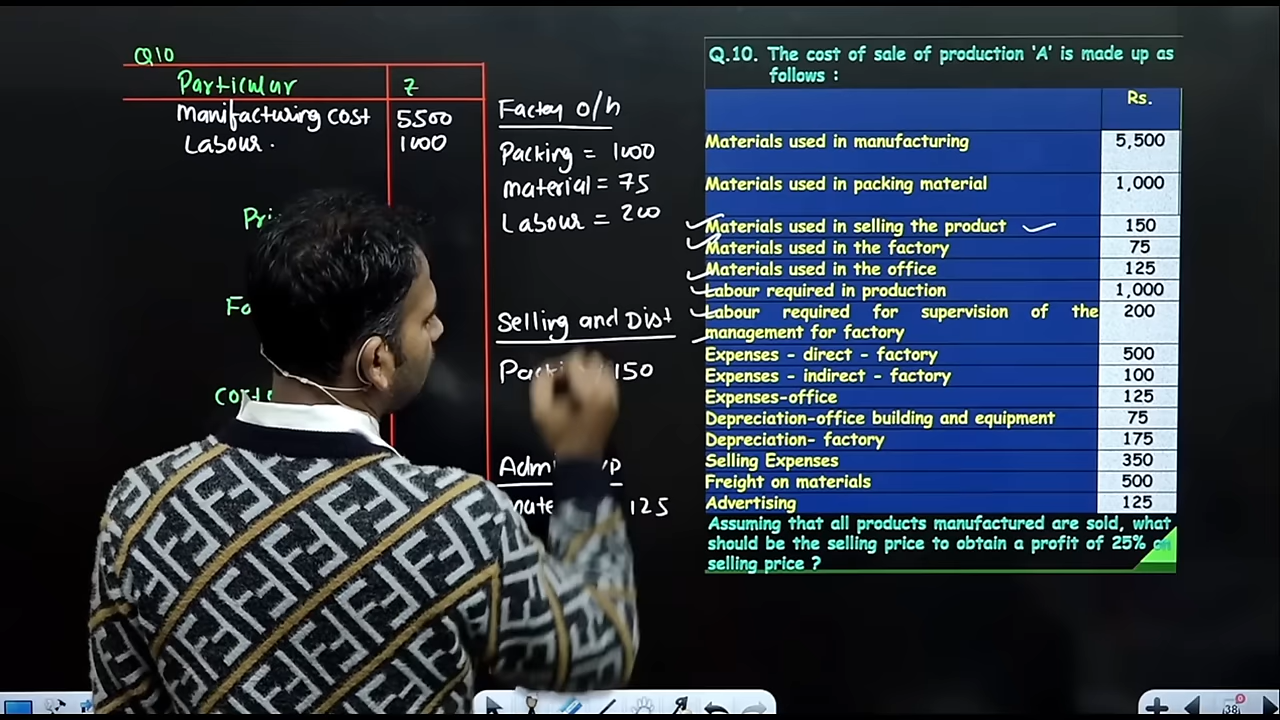 Q10
Particular ₹
Manifacturing cost 5500
Labour. 1000
Factory O/h
Packing = 1000
material = 75
Labour = 200
Selling and Dist
150
125
Q.10. The cost of sale of production ‘A’ is made up as
follows :
Rs.
Materials used in manufacturing 5,500
Materials used in packing material 1,000
Materials used in selling the product 150
Materials used in the factory 75
Materials used in the office 125
Labour required in production 1,000
Labour required for supervision of the 200
management for factory
Expenses - direct - factory 500
Expenses - indirect - factory 100
Expenses-office 125
Depreciation-office building and equipment 75
Depreciation- factory 175
Selling Expenses 350
Freight on materials 500
Advertising 125
Assuming that all products manufactured are sold, what
should be the selling price to obtain a profit of 25% on
selling price ?
38